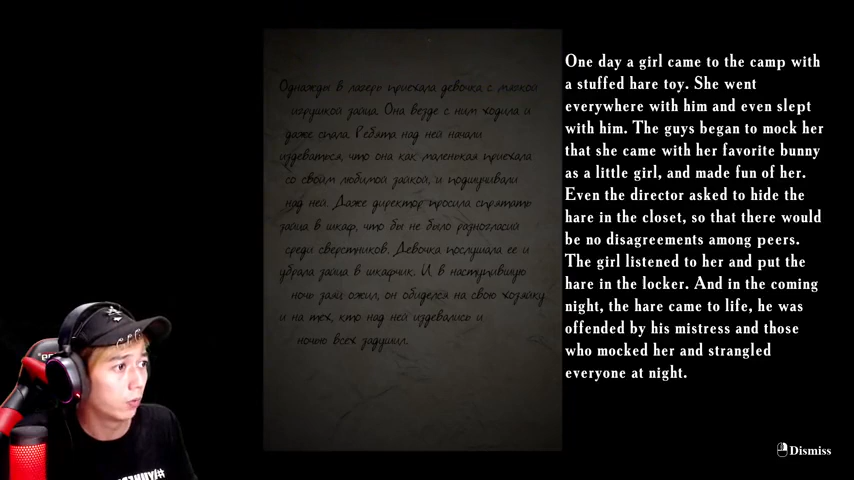 Однажды в лагерь приехала девочка с мягкой
игрушкой зайца. Она везде с ним ходила и
даже спала. Ребята над ней начали
издеваться, что она как маленькая приехала
со своим любимой зайкой, и подшучивали
над ней. Даже директор просила спрятать
зайца в шкаф, что бы не было разногласий
среди сверстников. Девочка послушала ее и
убрала зайца в шкафчик. И в наступившую
ночь заяц ожил, он обиделся на свою хозяйку
и на тех, кто над ней издевались и
ночью всех задушил.
One day a girl came to the camp with
a stuffed hare toy. She went
everywhere with him and even slept
with him. The guys began to mock her
that she came with her favorite bunny
as a little girl, and made fun of her.
Even the director asked to hide the
hare in the closet, so that there would
be no disagreements among peers.
The girl listened to her and put the
hare in the locker. And in the coming
night, the hare came to life, he was
offended by his mistress and those
who mocked her and strangled
everyone at night.
Dismiss